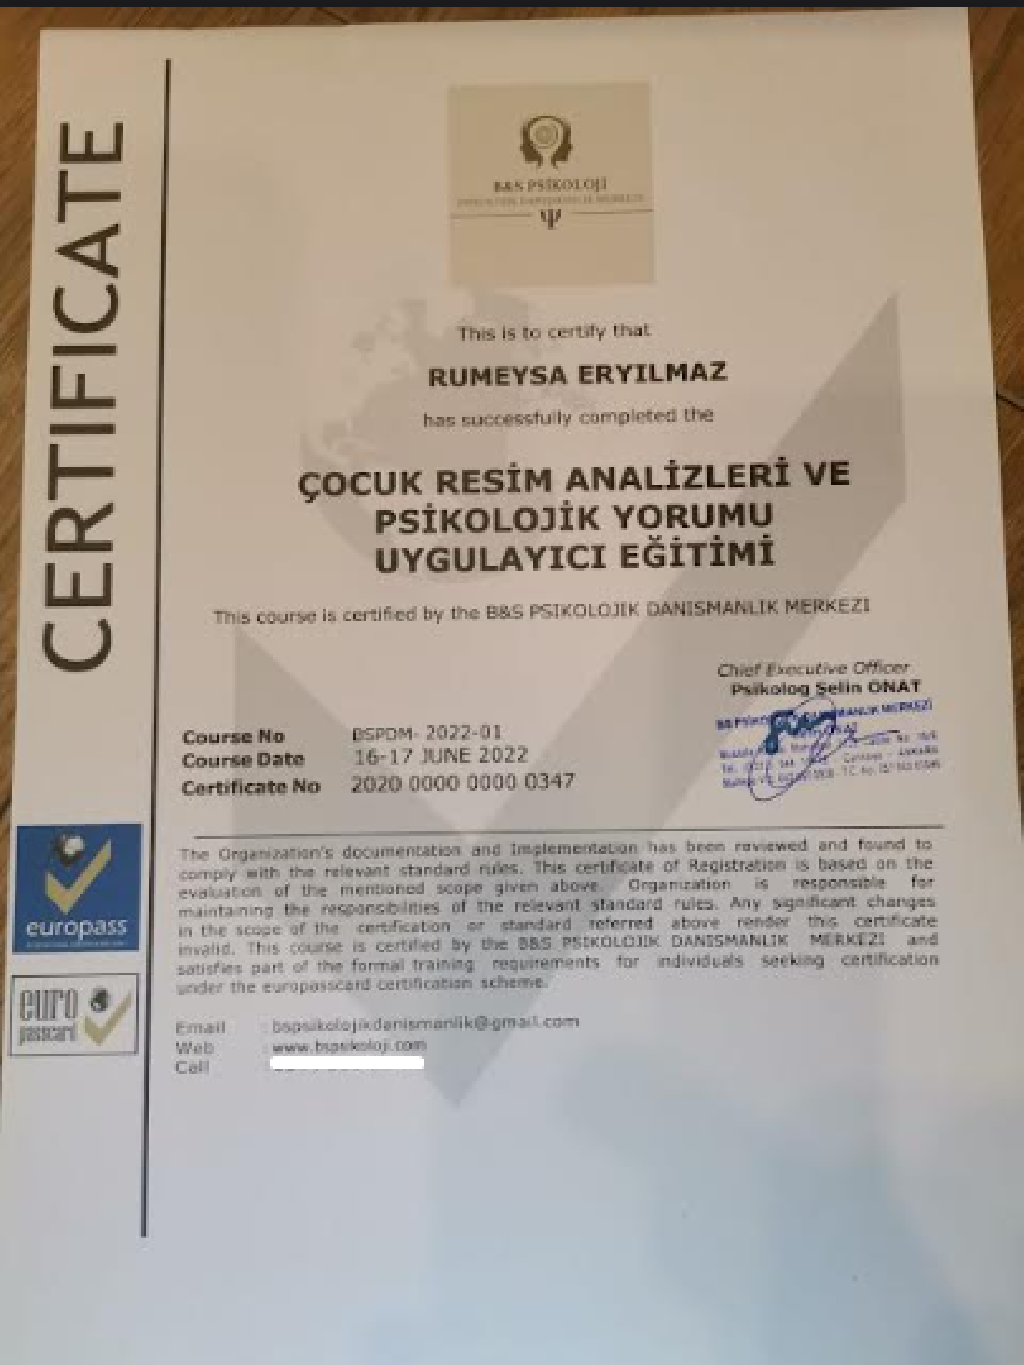 CERTIFICATE
B&S PSİKOLOJİ
This is to certify that
RUMEYSA ERYILMAZ
has successfully completed the
ÇOCUK RESİM ANALİZLERİ VE
PSİKOLOJİK YORUMU
UYGULAYICI EĞİTİMİ
This course is certified by the B&S PSIKOLOJIK DANISMANLIK MERKEZI
Chief Executive Officer
Psikolog Selin ONAT
Course No BSPDM- 2022-01
Course Date 16-17 JUNE 2022
Certificate No 2020 0000 0000 0347
The Organization's documentation and Implementation has been reviewed and found to
comply with the relevant standard rules. This certificate of Registration is based on the
evaluation of the mentioned scope given above. Organization is responsible for
maintaining the responsibilities of the relevant standard rules. Any significant changes
in the scope of the certification or standard referred above render this certificate
invalid. This course is certified by the B&S PSIKOLOJIK DANISMANLIK MERKEZI and
satisfies part of the formal training requirements for individuals seeking certification
under the europasscard certification scheme.
europass
euro
passcard
Email : bspsikolojikdanismanlik@gmail.com
Web : www.bspsikoloji.com
Call :